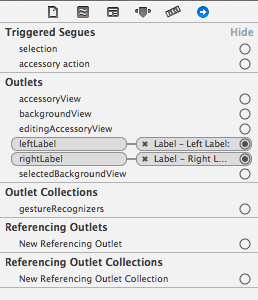 Triggered Segues Hide
selection
accessory action
Outlets
accessoryView
backgroundView
editingAccessoryView
leftLabel Label – Left Label:
rightLabel Label – Right L...
selectedBackgroundView
Outlet Collections
gestureRecognizers
Referencing Outlets
New Referencing Outlet
Referencing Outlet Collections
New Referencing Outlet Collection